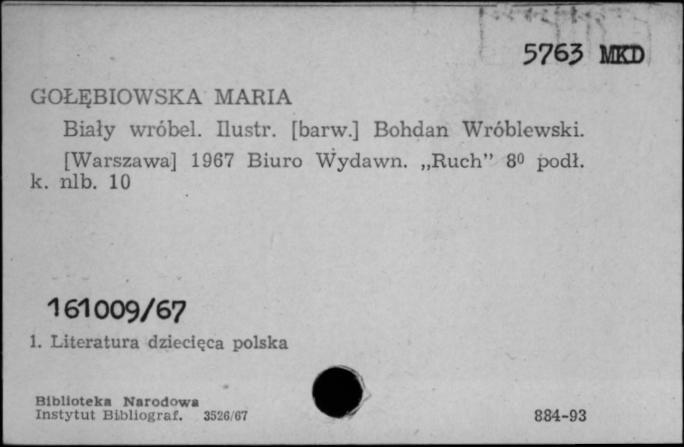 5763 MKD
GOŁĘBIOWSKA MARIA
Biały wróbel. Ilustr. [barw.] Bohdan Wróblewski.
[Warszawa] 1967 Biuro Wydawn. „Ruch” 8⁰ podł.
k. nlb. 10
161009/67
1. Literatura dziecięca polska
Biblioteka Narodowa
Instytut Bibliograf. 3526/67
884-93